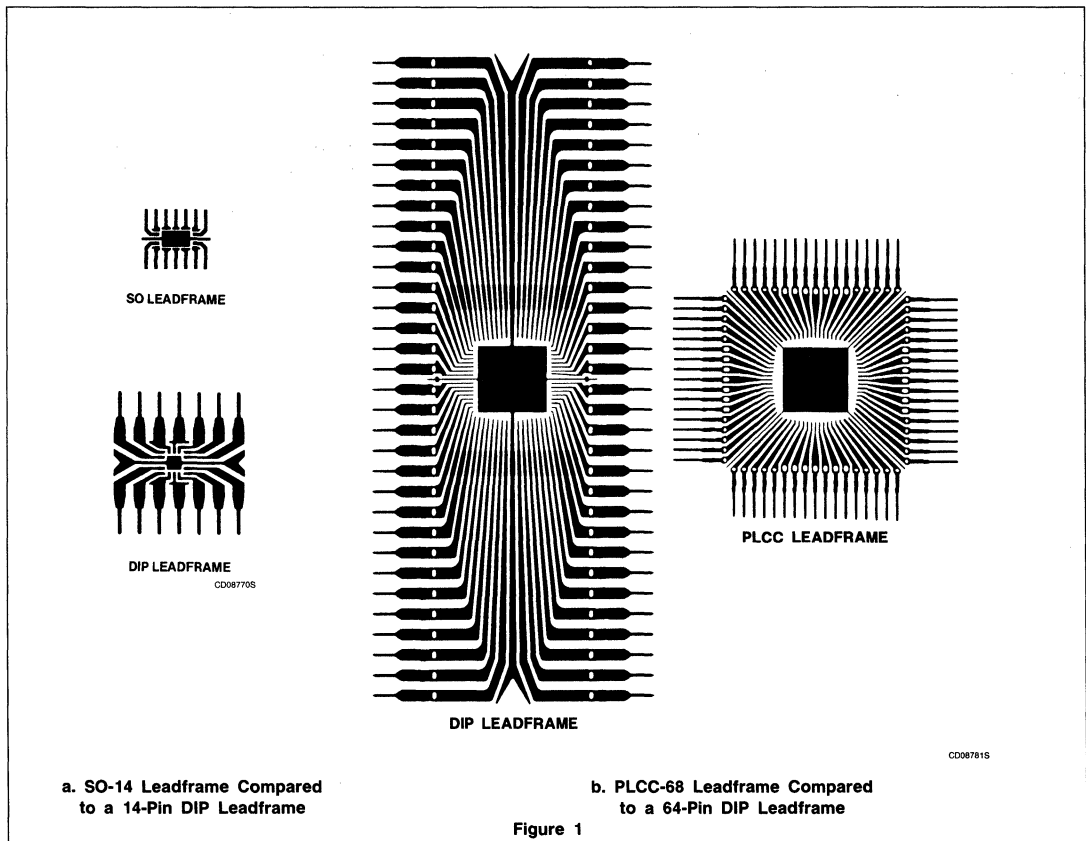 SO LEADFRAME
DIP LEADFRAME
CD08770S
DIP LEADFRAME
PLCC LEADFRAME
CD08781S
a. SO-14 Leadframe Compared
to a 14-Pin DIP Leadframe
b. PLCC-68 Leadframe Compared
to a 64-Pin DIP Leadframe
Figure 1